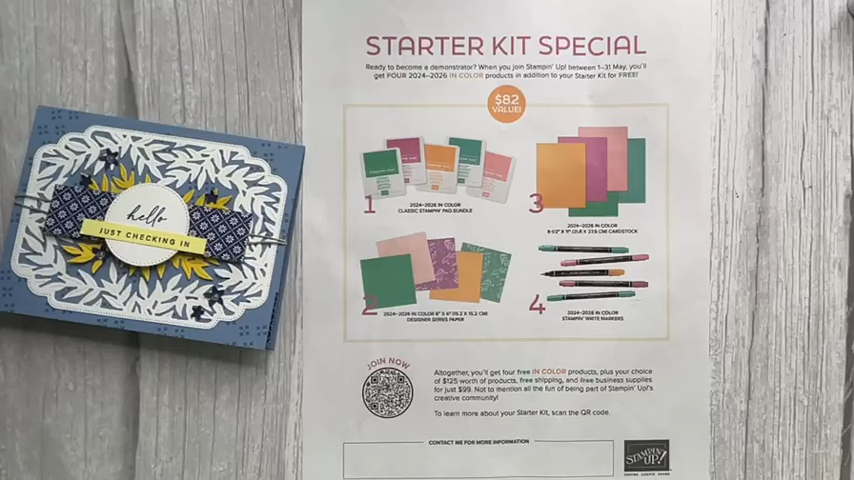 hello
JUST CHECKING IN
STARTER KIT SPECIAL
Ready to become a demonstrator? When you join Stampin' Up! between 1–31 May, you'll
get FOUR 2024–2026 IN COLOR products in addition to your Starter Kit for FREE!
$82
VALUE!
1
2024–2026 IN COLOR
CLASSIC STAMPIN' PAD BUNDLE
3
2024–2026 IN COLOR
8-1/2" X 11" (21.6 X 27.9 CM) CARDSTOCK
2
2024–2026 IN COLOR 6" X 6" (15.2 X 15.2 CM)
DESIGNER SERIES PAPER
4
2024–2026 IN COLOR
STAMPIN' WRITE MARKERS
JOIN NOW
Altogether, you'll get four free IN COLOR products, plus your choice
of $125 worth of products, free shipping, and free business supplies
for just $99. Not to mention all the fun of being part of Stampin' Up!'s
creative community!
To learn more about your Starter Kit, scan the QR code.
CONTACT ME FOR MORE INFORMATION
STAMPIN' UP!